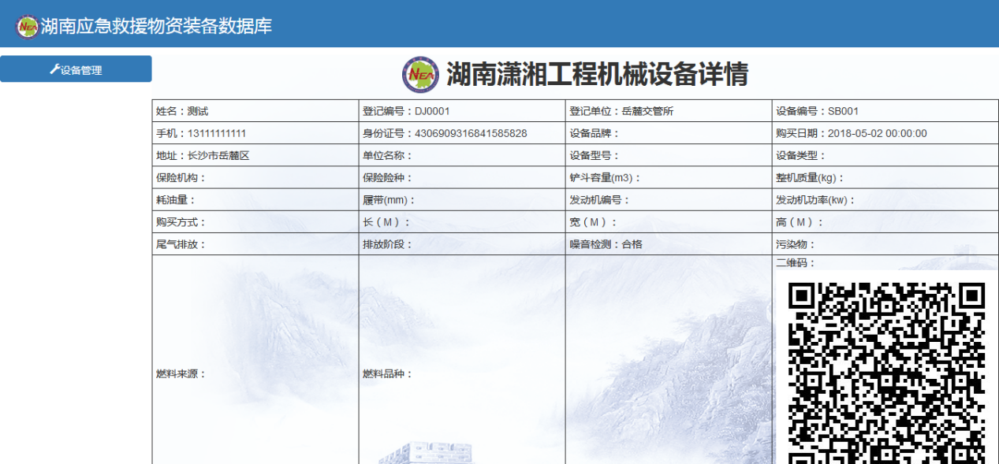 NEA湖南应急救援物资装备数据库
设备管理
NEA 湖南潇湘工程机械设备详情
姓名：测试 登记编号：DJ0001 登记单位：岳麓交管所 设备编号：SB001
手机：13111111111 身份证号：4306909316841585828 设备品牌： 购买日期：2018-05-02 00:00:00
地址：长沙市岳麓区 单位名称： 设备型号： 设备类型：
保险机构： 保险险种： 铲斗容量(m3)： 整机质量(kg)：
耗油量： 履带(mm)： 发动机编号： 发动机功率(kw)：
购买方式： 长（M）： 宽（M）： 高（M）：
尾气排放： 排放阶段： 噪音检测：合格 污染物：
二维码：
燃料来源： 燃料品种：